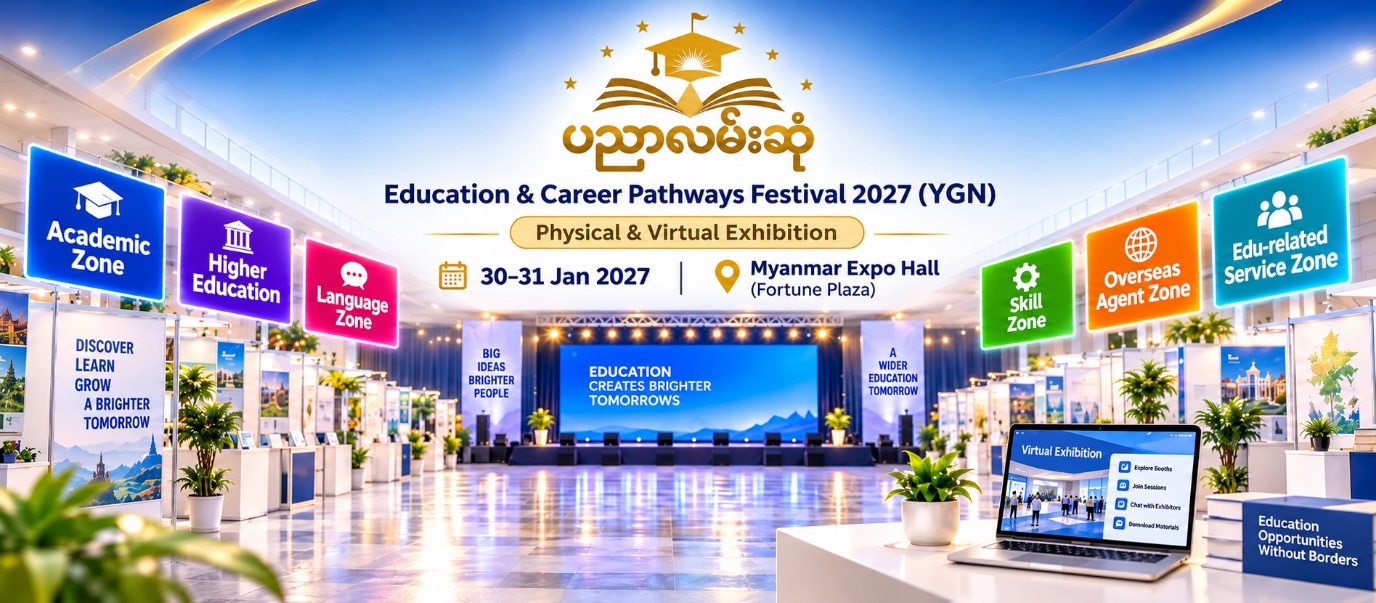 ပညာလမ်းဆုံ
Education & Career Pathways Festival 2027 (YGN)
Physical & Virtual Exhibition
30–31 Jan 2027
Myanmar Expo Hall
(Fortune Plaza)
Academic
Zone
Higher
Education
Language
Zone
Skill
Zone
Overseas
Agent Zone
Edu-related
Service Zone
DISCOVER
LEARN
GROW
A BRIGHTER
TOMORROW
BIG
IDEAS
BRIGHTER
PEOPLE
EDUCATION
CREATES BRIGHTER
TOMORROWS
A
WIDER
EDUCATION
TOMORROW
Virtual Exhibition
Explore Booths
Join Sessions
Chat with Exhibitors
Download Materials
Education
Opportunities
Without Borders